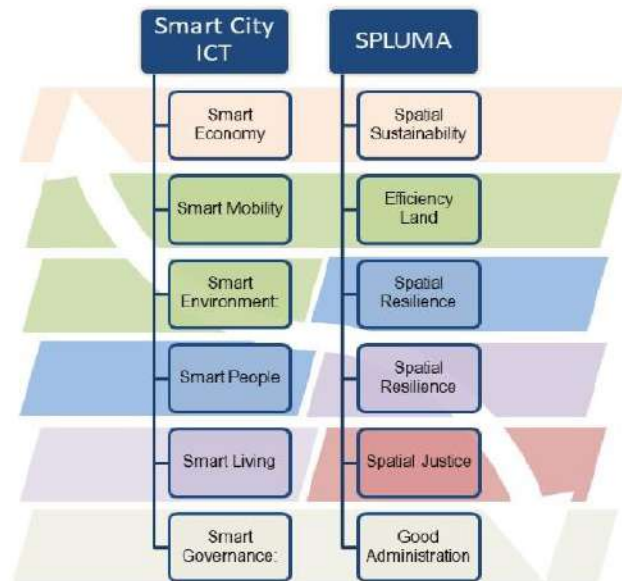 Smart City
ICT
SPLUMA
Smart
Economy
Spatial
Sustainability
Smart Mobility
Efficiency
Land
Smart
Environment:
Spatial
Resilience
Smart People
Spatial
Resilience
Smart Living
Spatial Justice
Smart
Governance:
Good
Administration